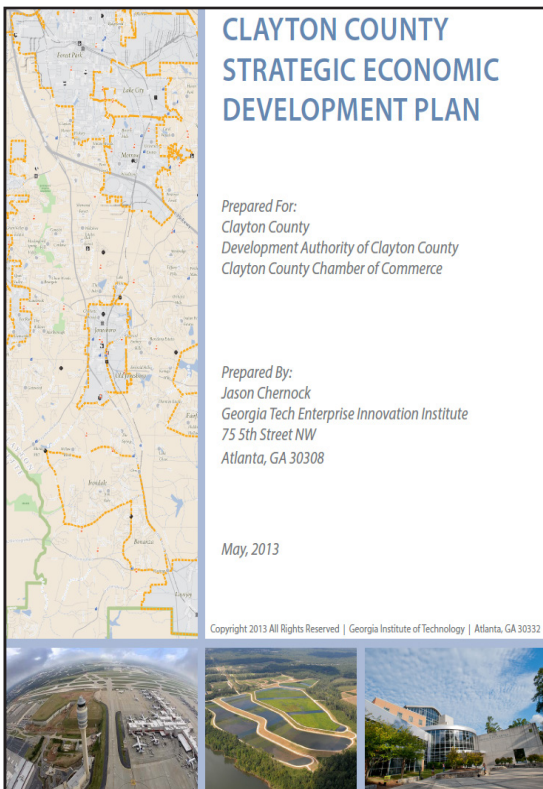 CLAYTON COUNTY
STRATEGIC ECONOMIC
DEVELOPMENT PLAN
Prepared For:
Clayton County
Development Authority of Clayton County
Clayton County Chamber of Commerce
Prepared By:
Jason Chernock
Georgia Tech Enterprise Innovation Institute
75 5th Street NW
Atlanta, GA 30308
May, 2013
Copyright 2013 All Rights Reserved | Georgia Institute of Technology | Atlanta, GA 30332
Forest Park
Lake City
Morrow
Jonesboro
Irondale
Bonanza